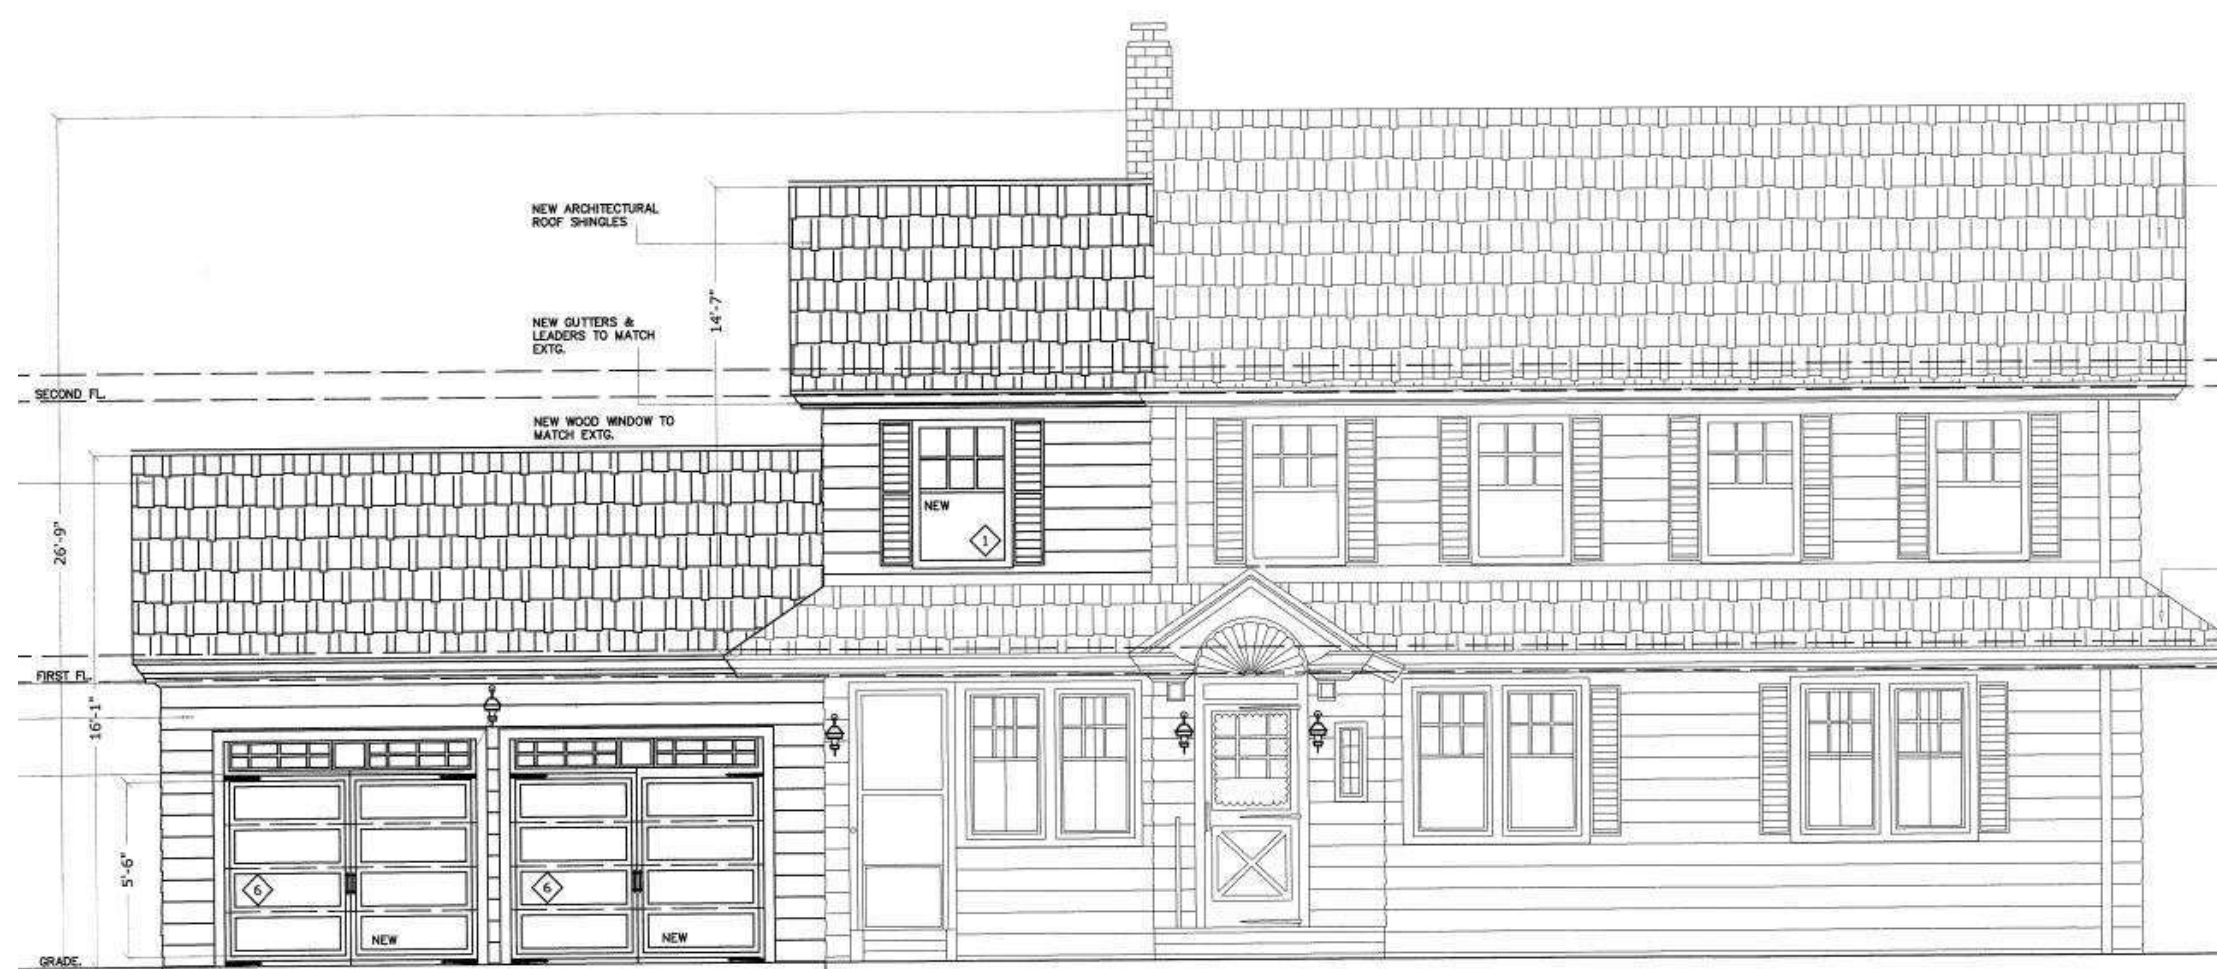 NEW ARCHITECTURAL
ROOF SHINGLES
14'-7"
NEW GUTTERS &
LEADERS TO MATCH
EXTG.
SECOND FL.
NEW WOOD WINDOW TO
MATCH EXTG.
NEW
1
26'-9"
FIRST FL.
16'-1"
5'-6"
6
6
NEW
NEW
GRADE.